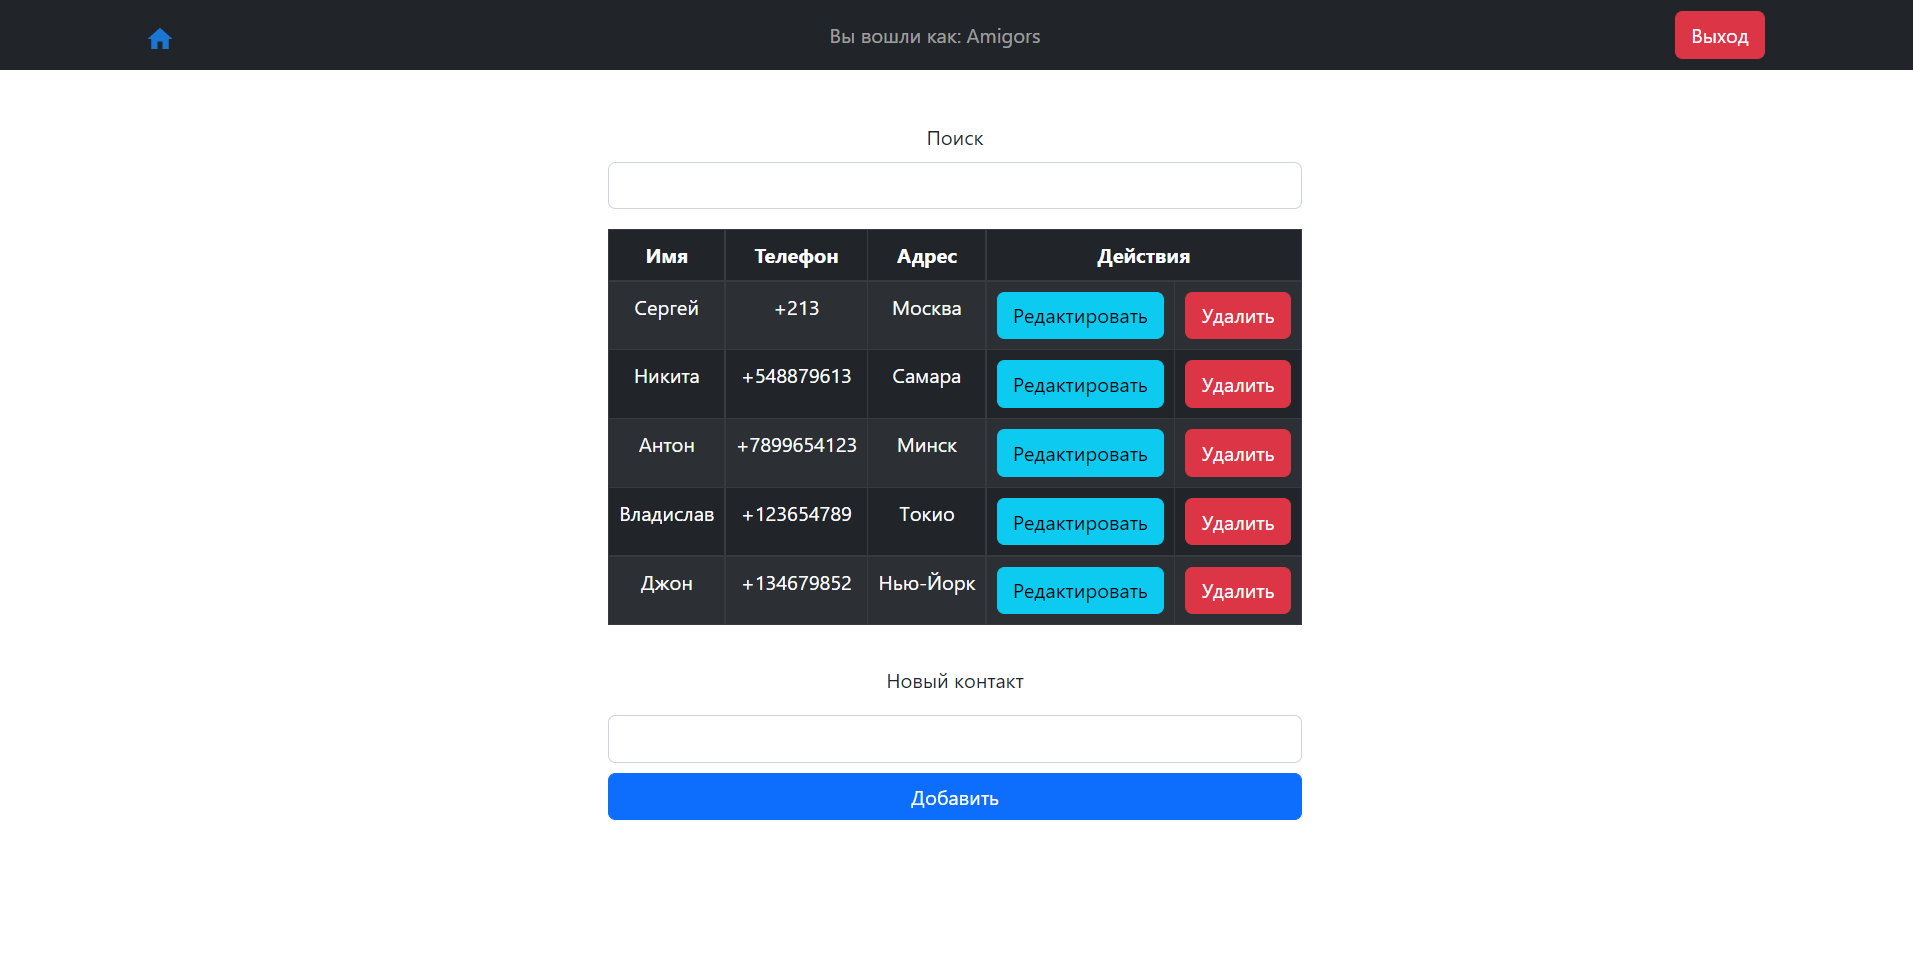 Вы вошли как: Amigors Выход
Поиск
Имя Телефон Адрес Действия
Сергей +213 Москва Редактировать Удалить
Никита +548879613 Самара Редактировать Удалить
Антон +7899654123 Минск Редактировать Удалить
Владислав +123654789 Токио Редактировать Удалить
Джон +134679852 Нью-Йорк Редактировать Удалить
Новый контакт
Добавить